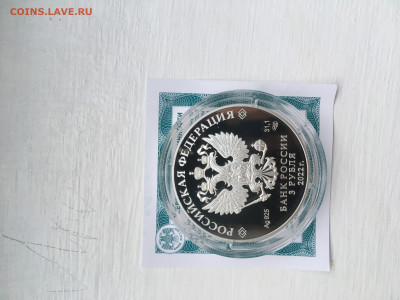 COINS.LAVE.RU
РОССИЙСКАЯ ФЕДЕРАЦИЯ
Ag 925
31,1
БАНК РОССИИ
3 РУБЛЯ
2022 г.